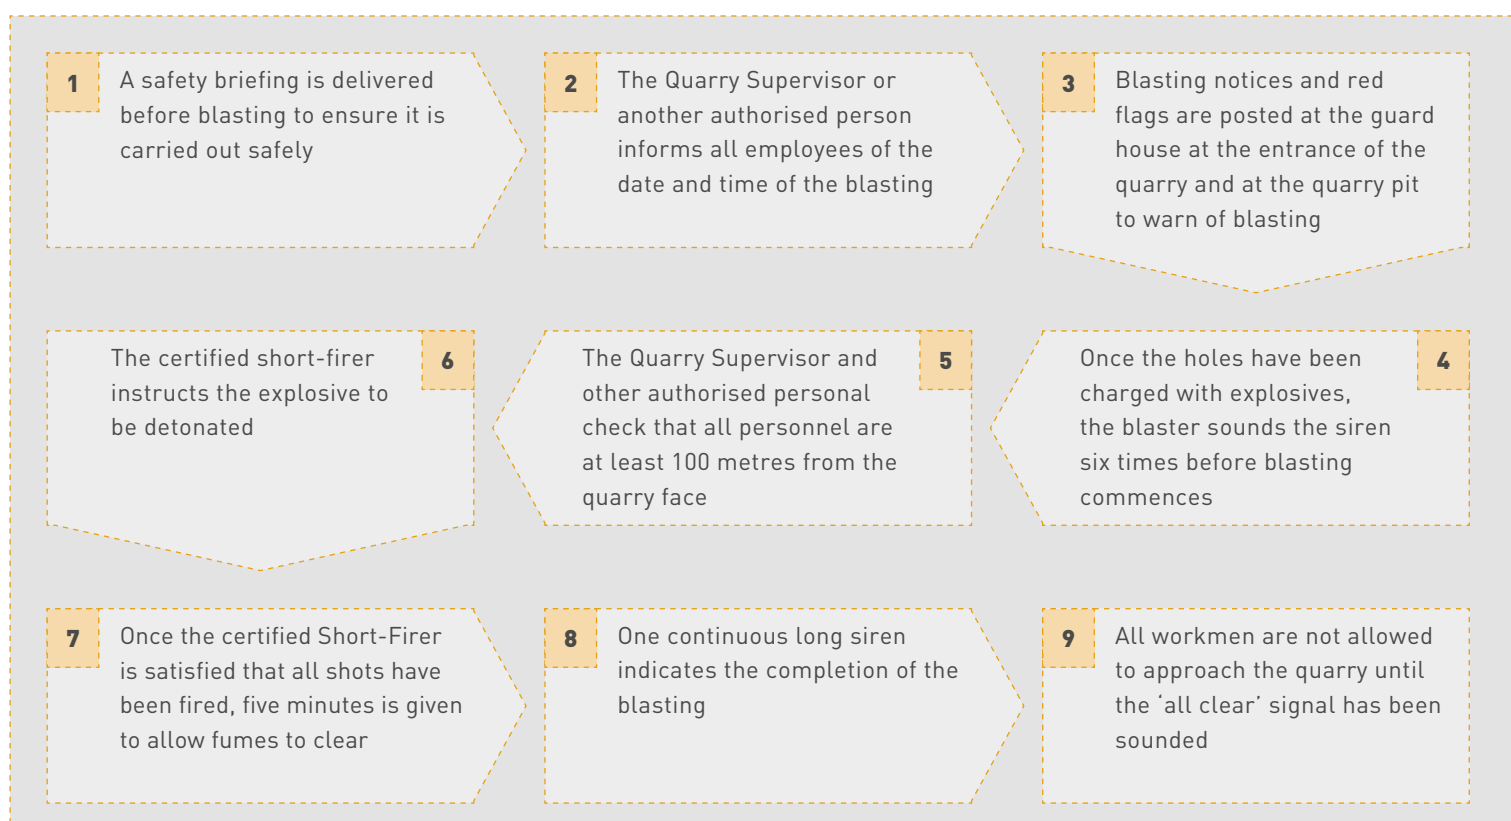 1
A safety briefing is delivered
before blasting to ensure it is
carried out safely
2
The Quarry Supervisor or
another authorised person
informs all employees of the
date and time of the blasting
3
Blasting notices and red
flags are posted at the guard
house at the entrance of the
quarry and at the quarry pit
to warn of blasting
4
Once the holes have been
charged with explosives,
the blaster sounds the siren
six times before blasting
commences
5
The Quarry Supervisor and
other authorised personal
check that all personnel are
at least 100 metres from the
quarry face
6
The certified short-firer
instructs the explosive to
be detonated
7
Once the certified Short-Firer
is satisfied that all shots have
been fired, five minutes is given
to allow fumes to clear
8
One continuous long siren
indicates the completion of the
blasting
9
All workmen are not allowed
to approach the quarry until
the ‘all clear’ signal has been
sounded